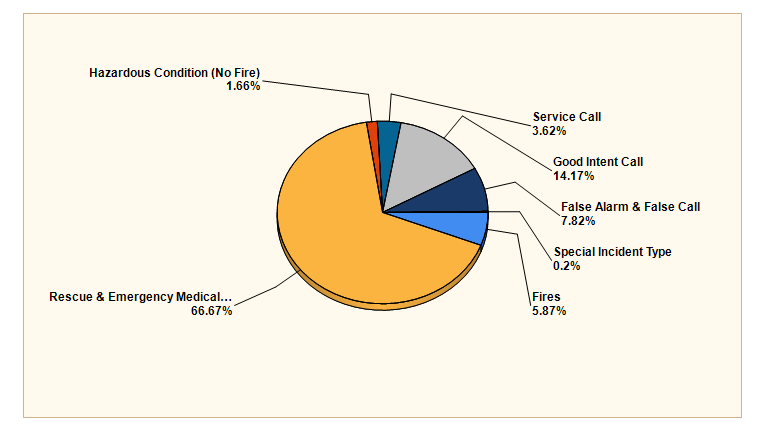 Hazardous Condition (No Fire)
1.66%
Service Call
3.62%
Good Intent Call
14.17%
False Alarm & False Call
7.82%
Special Incident Type
0.2%
Rescue & Emergency Medical...
66.67%
Fires
5.87%